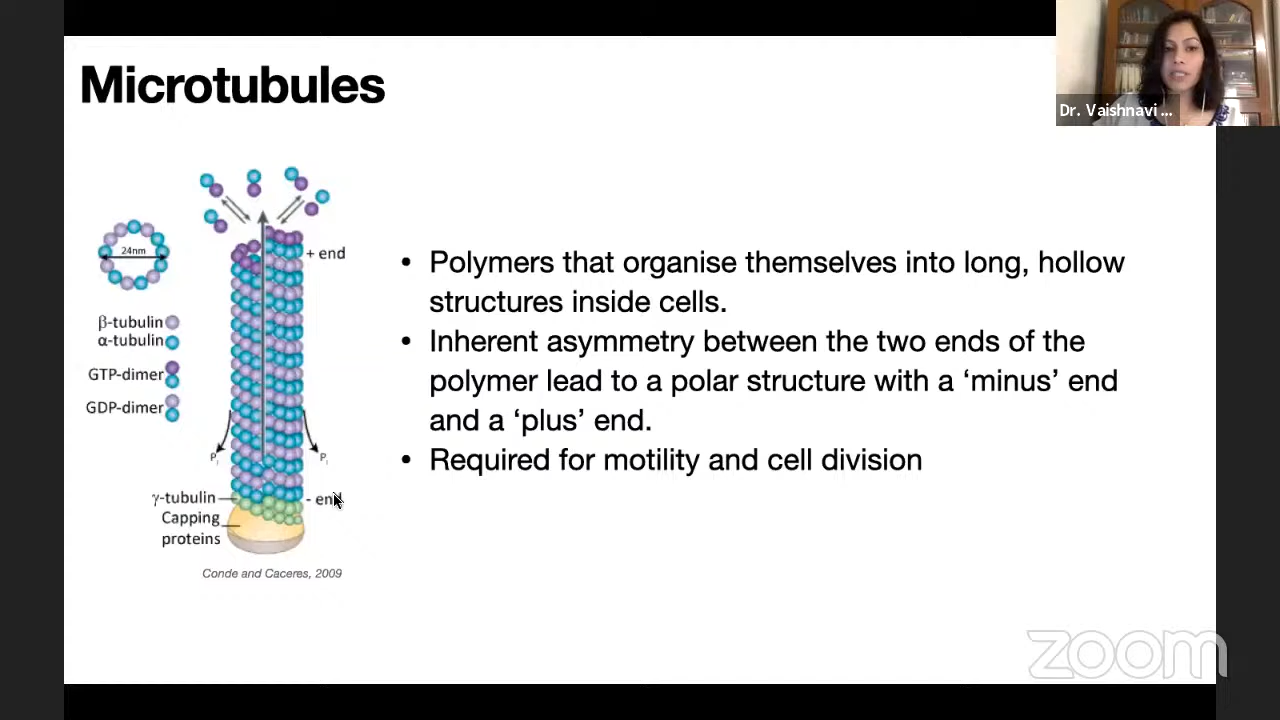 Microtubules
Dr. Vaishnavi ...
24nm
+ end
β-tubulin
α-tubulin
GTP-dimer
GDP-dimer
Pi
Pi
γ-tubulin
- end
Capping
proteins
Conde and Caceres, 2009
• Polymers that organise themselves into long, hollow
structures inside cells.
• Inherent asymmetry between the two ends of the
polymer lead to a polar structure with a ‘minus’ end
and a ‘plus’ end.
• Required for motility and cell division
zoom